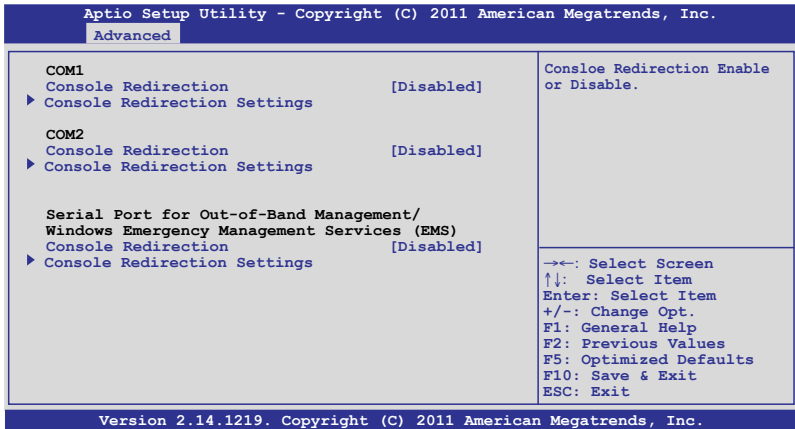 Aptio Setup Utility - Copyright (C) 2011 American Megatrends, Inc.
Advanced
COM1
Console Redirection [Disabled]
Console Redirection Settings
COM2
Console Redirection [Disabled]
Console Redirection Settings
Serial Port for Out-of-Band Management/
Windows Emergency Management Services (EMS)
Console Redirection [Disabled]
Console Redirection Settings
Consloe Redirection Enable
or Disable.
→←: Select Screen
↑↓: Select Item
Enter: Select Item
+/-: Change Opt.
F1: General Help
F2: Previous Values
F5: Optimized Defaults
F10: Save & Exit
ESC: Exit
Version 2.14.1219. Copyright (C) 2011 American Megatrends, Inc.